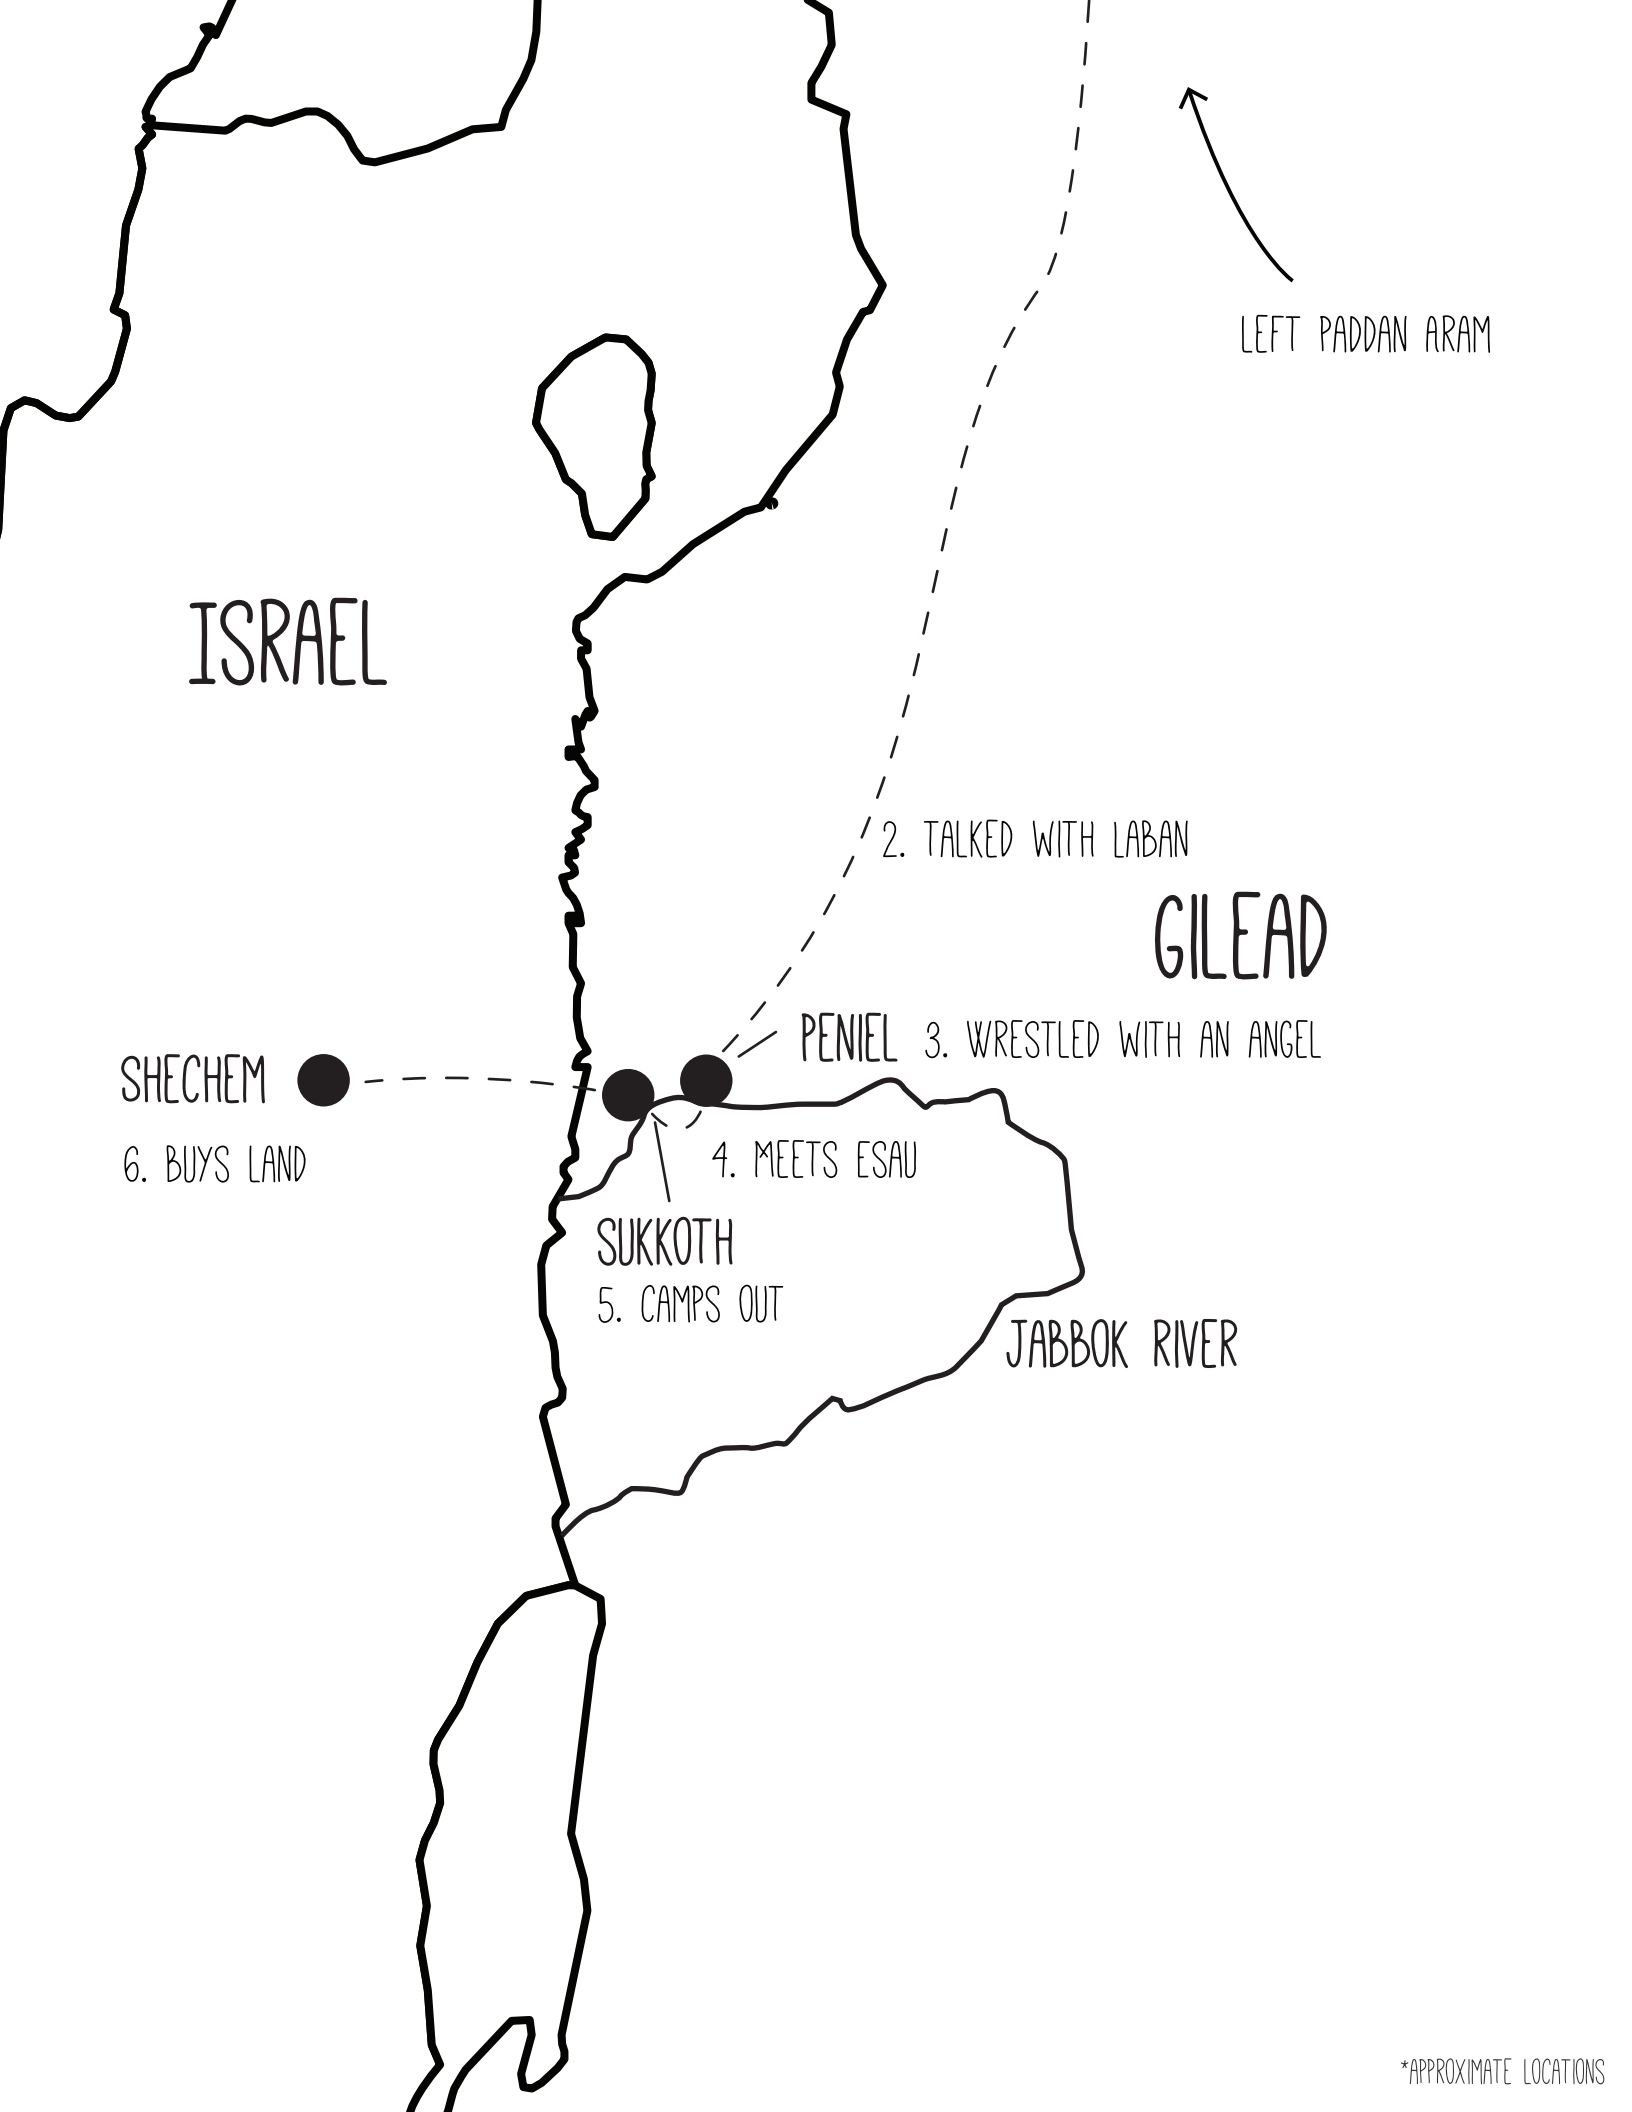 LEFT PADDAN ARAM
ISRAEL
2. TALKED WITH LABAN
GILEAD
PENIEL 3. WRESTLED WITH AN ANGEL
SHECHEM
6. BUYS LAND
4. MEETS ESAU
SUKKOTH
5. CAMPS OUT
JABBOK RIVER
*APPROXIMATE LOCATIONS